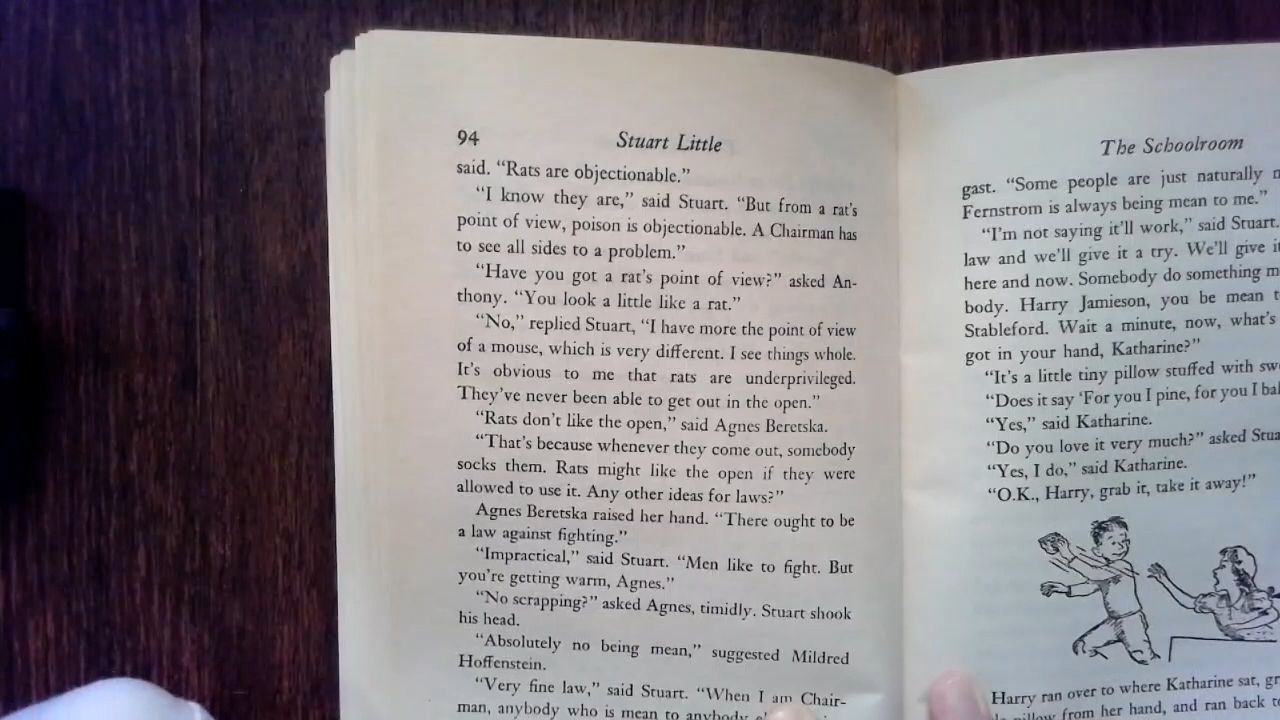 94
Stuart Little
said. “Rats are objectionable.”
“I know they are,” said Stuart. “But from a rat's
point of view, poison is objectionable. A Chairman has
to see all sides to a problem.”
“Have you got a rat's point of view?” asked An-
thony. “You look a little like a rat.”
“No,” replied Stuart, “I have more the point of view
of a mouse, which is very different. I see things whole.
It's obvious to me that rats are underprivileged.
They've never been able to get out in the open.”
“Rats don't like the open,” said Agnes Beretska.
“That's because whenever they come out, somebody
socks them. Rats might like the open if they were
allowed to use it. Any other ideas for laws?”
Agnes Beretska raised her hand. “There ought to be
a law against fighting.”
“Impractical,” said Stuart. “Men like to fight. But
you're getting warm, Agnes.”
“No scrapping?” asked Agnes, timidly. Stuart shook
his head.
“Absolutely no being mean,” suggested Mildred
Hoffenstein.
“Very fine law,” said Stuart. “When I am Chair-
man, anybody who is mean to anybody
The Schoolroom
gast. “Some people are just naturally
Fernstrom is always being mean to me.”
“I'm not saying it'll work,” said Stuart.
law and we'll give it a try. We'll give
here and now. Somebody do something
body. Harry Jamieson, you be mean
Stableford. Wait a minute, now, what's
got in your hand, Katharine?”
“It's a little tiny pillow stuffed with
“Does it say ‘For you I pine, for you I
“Yes,” said Katharine.
“Do you love it very much?” asked
“Yes, I do,” said Katharine.
“O.K., Harry, grab it, take it away!”
Harry ran over to where Katharine sat,
pillow from her hand, and ran back